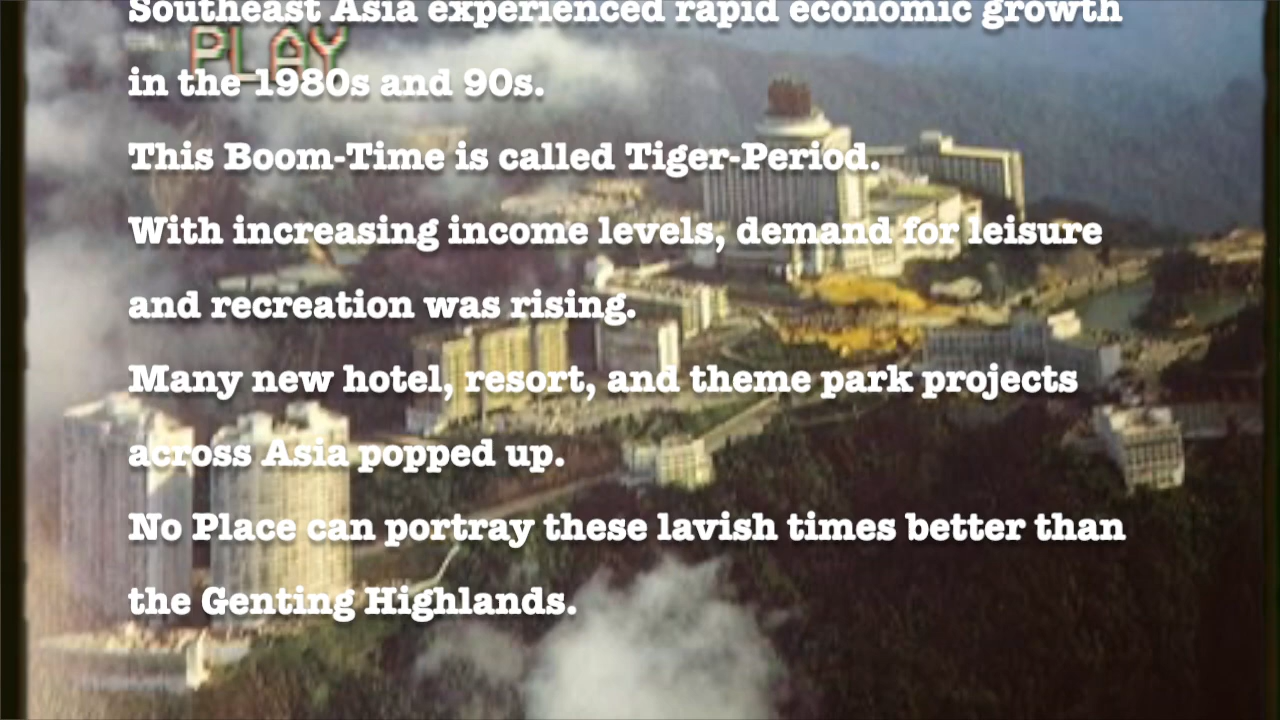 Southeast Asia experienced rapid economic growth
PLAY
in the 1980s and 90s.
This Boom-Time is called Tiger-Period.
With increasing income levels, demand for leisure
and recreation was rising.
Many new hotel, resort, and theme park projects
across Asia popped up.
No Place can portray these lavish times better than
the Genting Highlands.